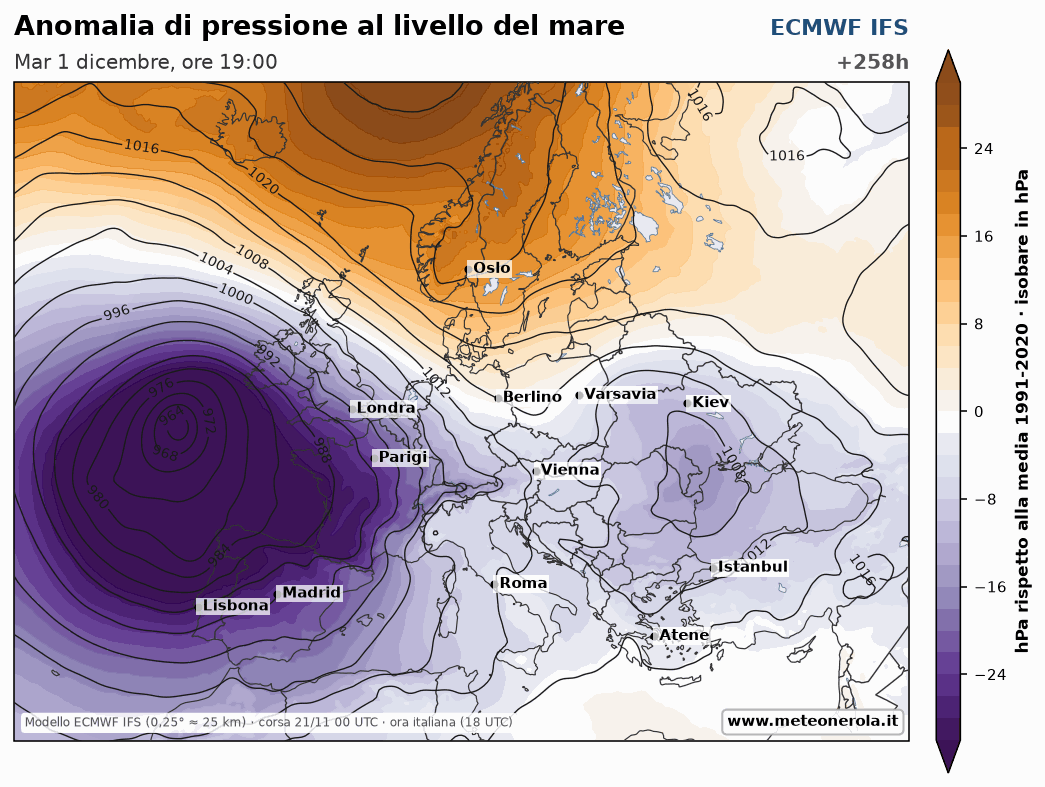 Anomalia di pressione al livello del mare
ECMWF IFS
Mar 1 dicembre, ore 19:00
+258h
1016
1016
1016
1020
1008
1004
1000
996
992
1012
976
964
972
968
988
980
984
1008
1012
1016
Oslo
Londra
Berlino
Varsavia
Kiev
Parigi
Vienna
Istanbul
Roma
Madrid
Lisbona
Atene
Modello ECMWF IFS (0,25° ≈ 25 km) · corsa 21/11 00 UTC · ora italiana (18 UTC)
www.meteonerola.it
24
16
8
0
−8
−16
−24
hPa rispetto alla media 1991-2020 · isobare in hPa